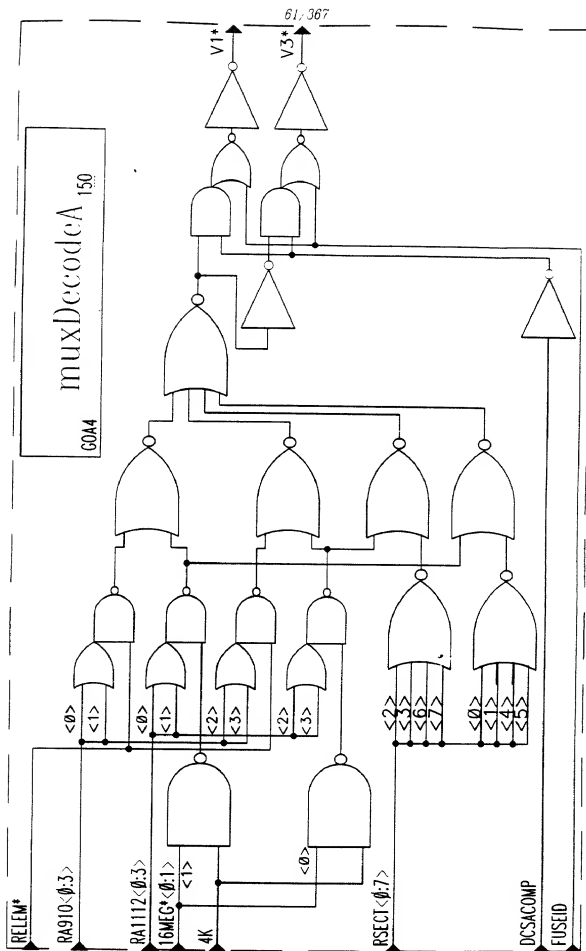 61/367
V1*
V3*
muxDecodeA 150
GOA4
RELEM*
RA910<0:3>
<0>
<1>
<0>
<1>
<2>
<3>
<2>
<3>
RA1112<0:3>
16MEG*<0:1>
<1>
<0>
4K
RSECT<0:7>
<2>
<3>
<6>
<7>
<0>
<1>
<4>
<5>
DCSACOMP
FUSEID